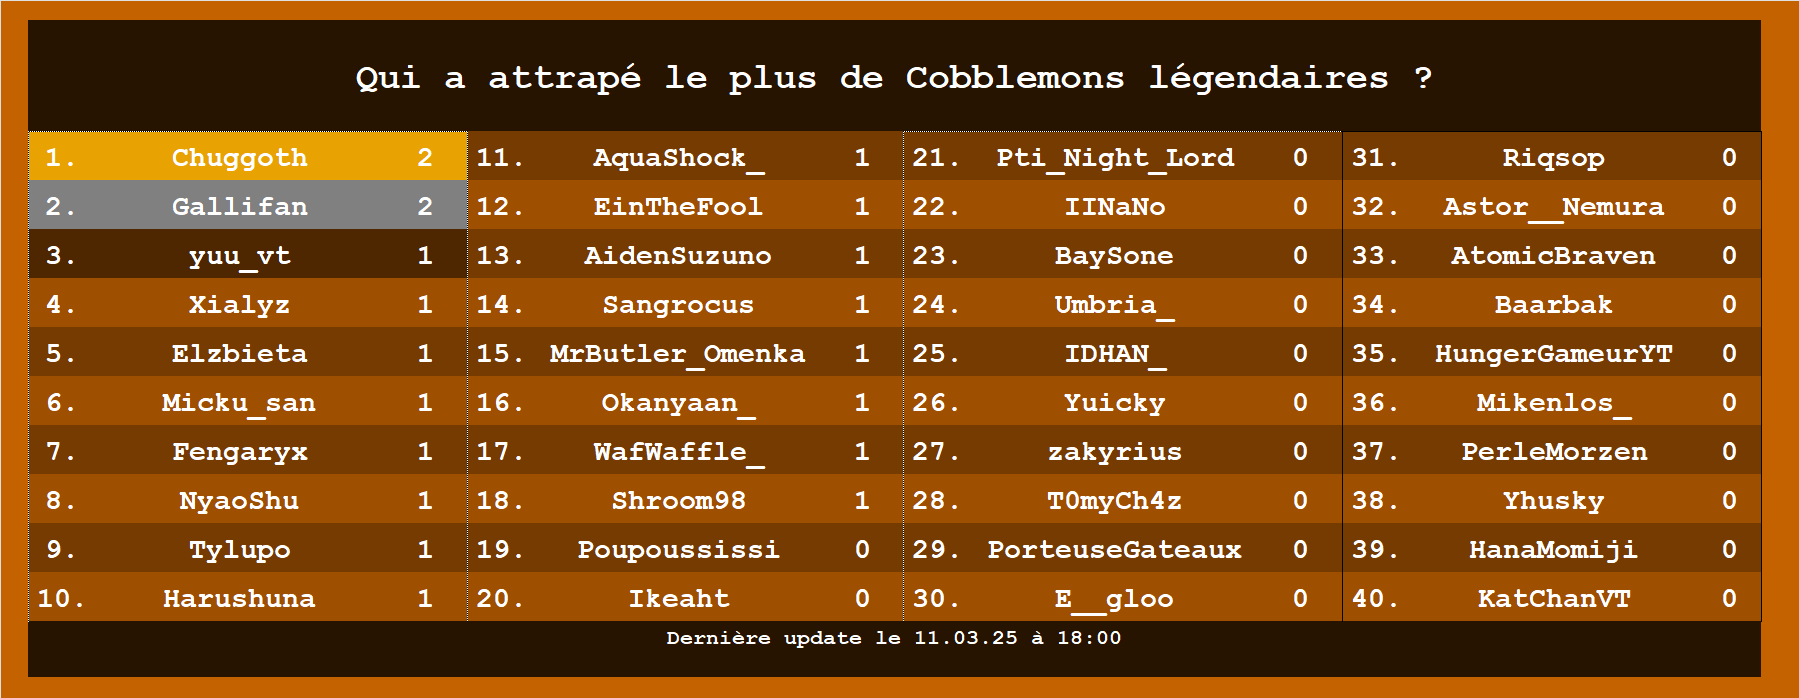 Qui a attrapé le plus de Cobblemons légendaires ?
1. Chuggoth 2 11. AquaShock_ 1 21. Pti_Night_Lord 0 31. Riqsop 0
2. Gallifan 2 12. EinTheFool 1 22. IINaNo 0 32. Astor__Nemura 0
3. yuu_vt 1 13. AidenSuzuno 1 23. BaySone 0 33. AtomicBraven 0
4. Xialyz 1 14. Sangrocus 1 24. Umbria_ 0 34. Baarbak 0
5. Elzbieta 1 15. MrButler_Omenka 1 25. IDHAN_ 0 35. HungerGameurYT 0
6. Micku_san 1 16. Okanyaan_ 1 26. Yuicky 0 36. Mikenlos_ 0
7. Fengaryx 1 17. WafWaffle_ 1 27. zakyrius 0 37. PerleMorzen 0
8. NyaoShu 1 18. Shroom98 1 28. T0myCh4z 0 38. Yhusky 0
9. Tylupo 1 19. Poupoussissi 0 29. PorteuseGateaux 0 39. HanaMomiji 0
10. Harushuna 1 20. Ikeaht 0 30. E__gloo 0 40. KatChanVT 0
Dernière update le 11.03.25 à 18:00